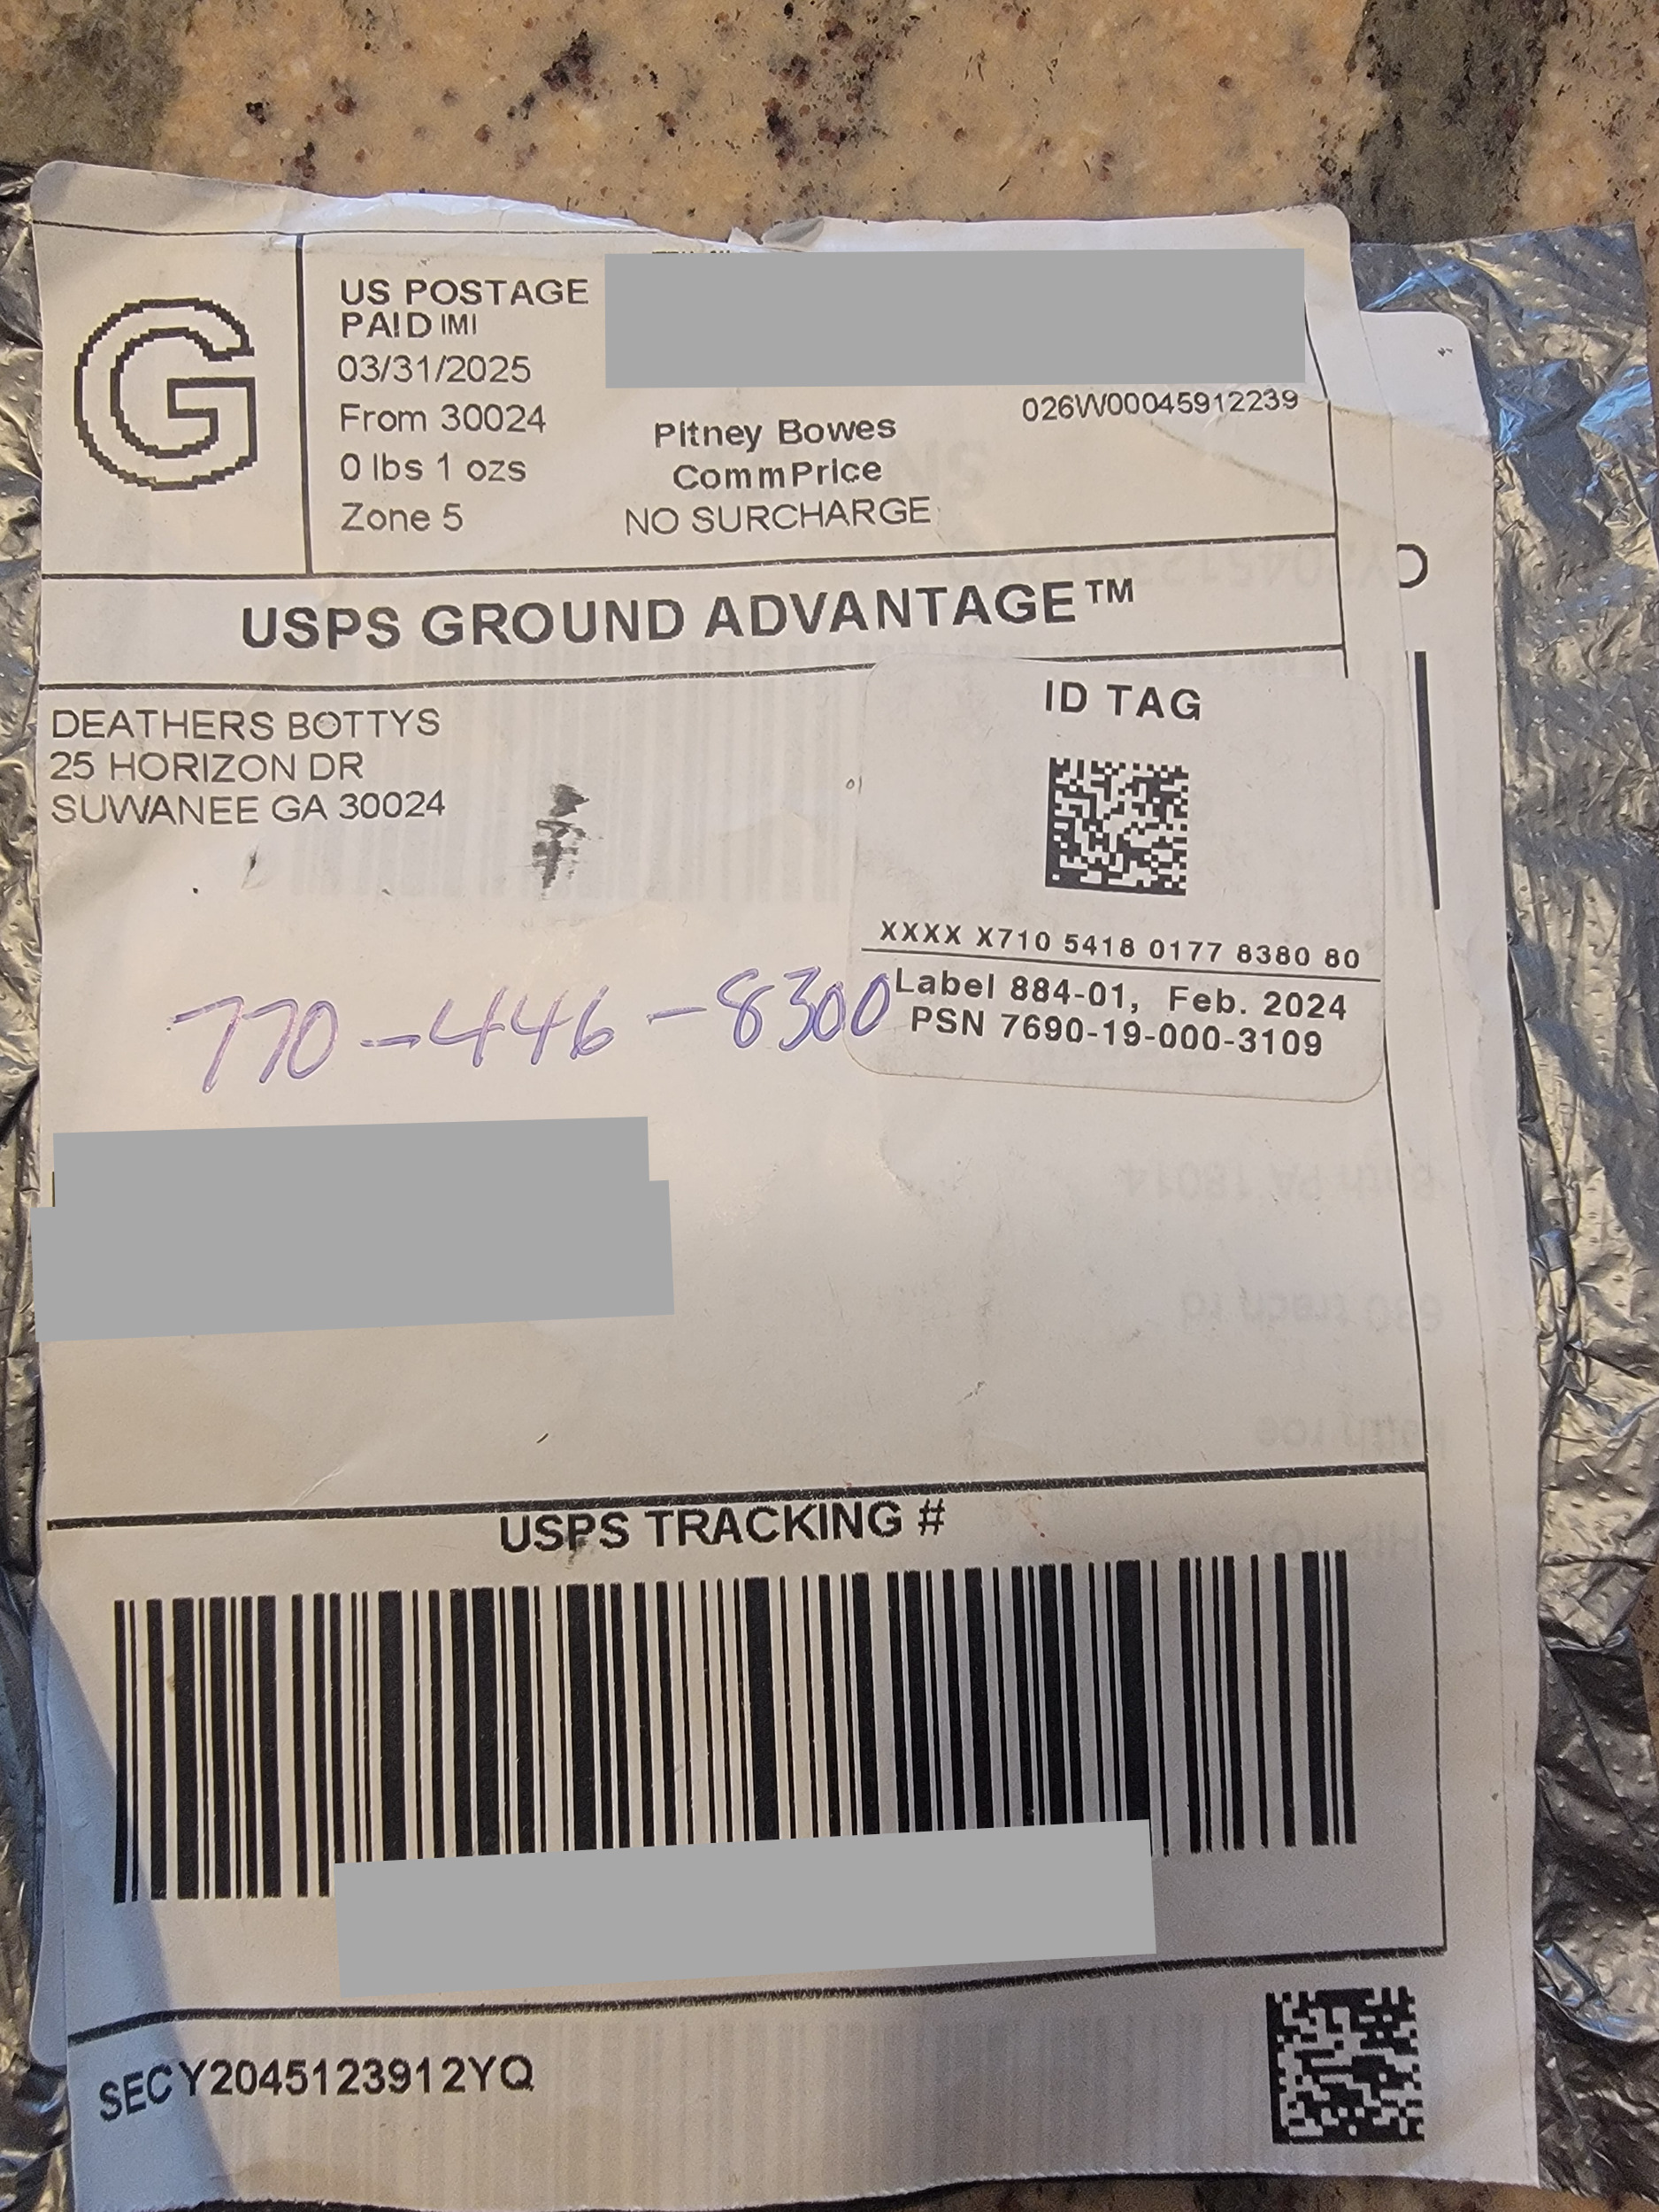 G
US POSTAGE
PAID IMI
03/31/2025
From 30024
0 lbs 1 ozs
Zone 5
026W00045912239
Pitney Bowes
CommPrice
NO SURCHARGE
USPS GROUND ADVANTAGE™
DEATHERS BOTTYS
25 HORIZON DR
SUWANEE GA 30024
ID TAG
XXXX X710 5418 0177 8380 80
Label 884-01, Feb. 2024
PSN 7690-19-000-3109
770-446-8300
USPS TRACKING #
SECY2045123912YQ